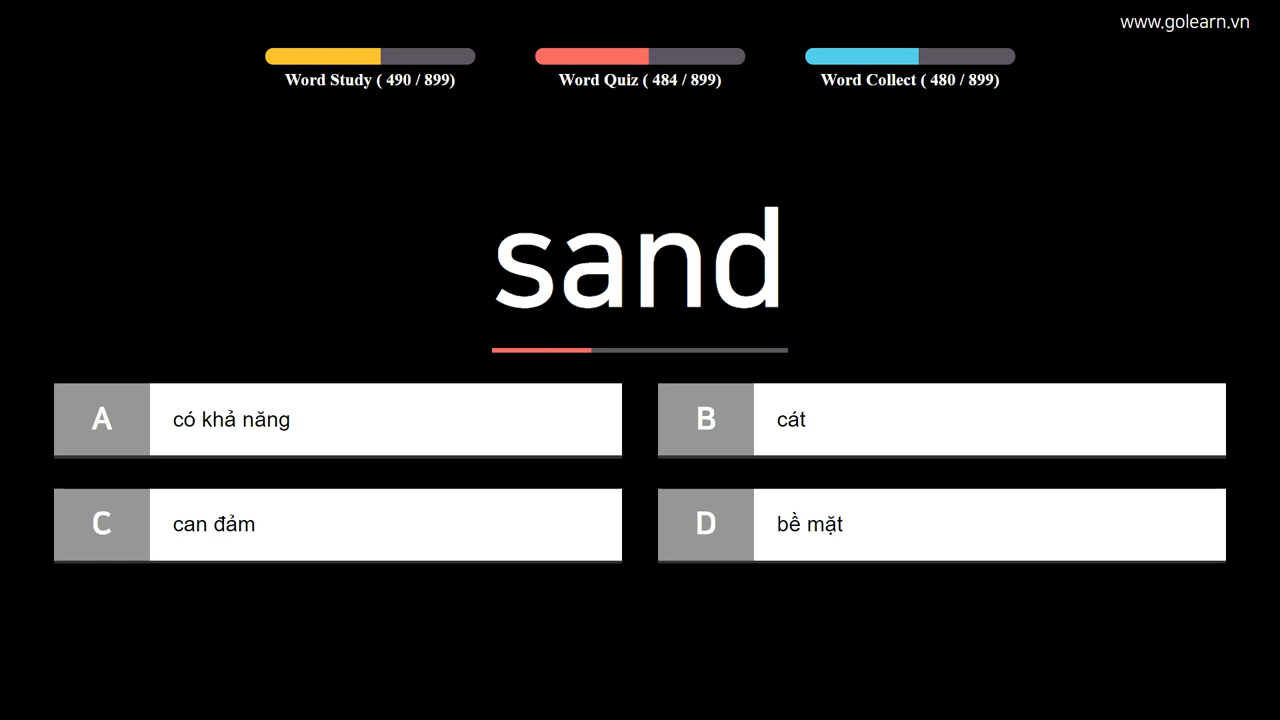 www.golearn.vn
Word Study ( 490 / 899)
Word Quiz ( 484 / 899)
Word Collect ( 480 / 899)
sand
A có khả năng
B cát
C can đảm
D bề mặt